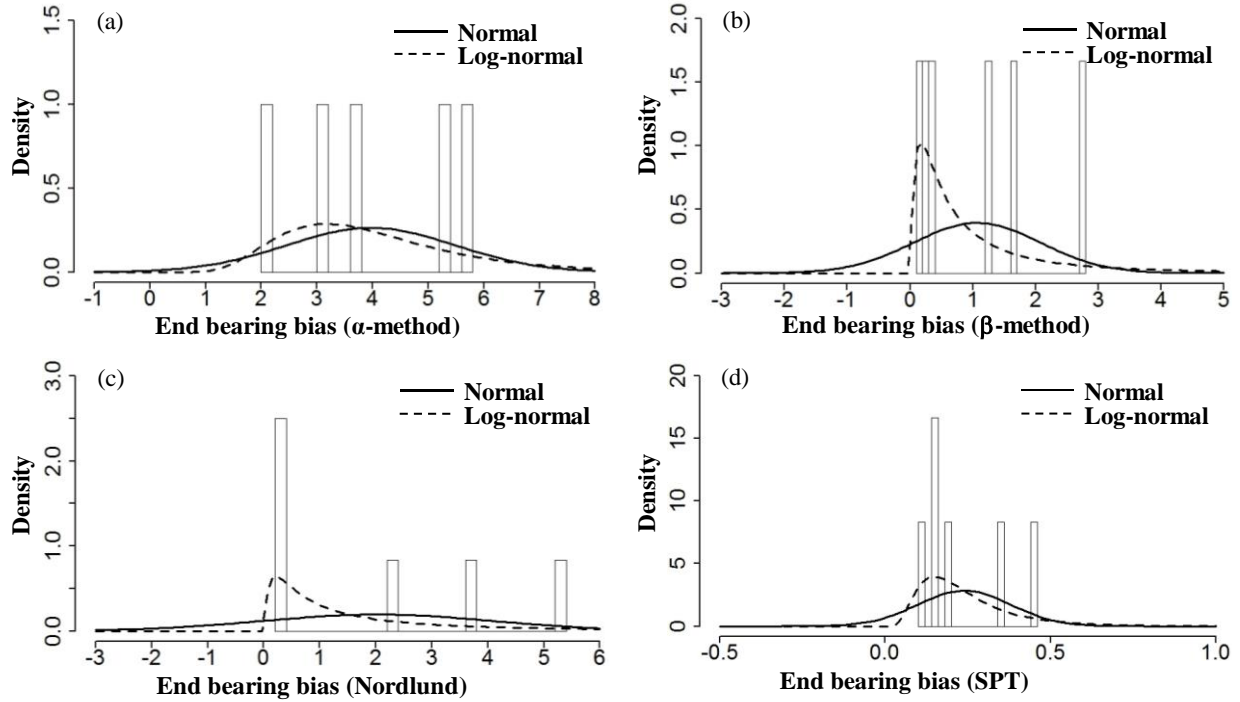 (a)
Normal
Log-normal
Density
0.0 0.5 1.0 1.5
-1 0 1 2 3 4 5 6 7 8
End bearing bias (α-method)
(b)
Normal
Log-normal
Density
0.0 0.5 1.0 1.5 2.0
-3 -2 -1 0 1 2 3 4 5
End bearing bias (β-method)
(c)
Normal
Log-normal
Density
0.0 1.0 2.0 3.0
-3 -2 -1 0 1 2 3 4 5 6
End bearing bias (Nordlund)
(d)
Normal
Log-normal
Density
0 5 10 15 20
-0.5 0.0 0.5 1.0
End bearing bias (SPT)